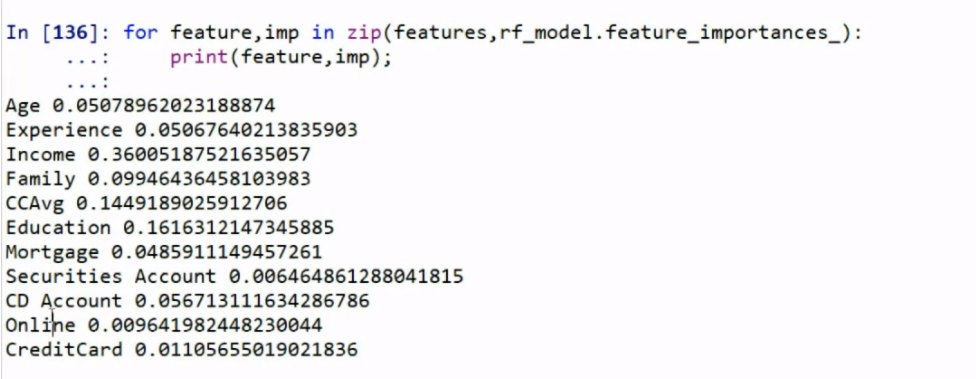 In [136]: for feature,imp in zip(features,rf_model.feature_importances_):
...: print(feature,imp);
...:
Age 0.05078962023188874
Experience 0.05067640213835903
Income 0.36005187521635057
Family 0.09946436458103983
CCAvg 0.1449189025912706
Education 0.1616312147345885
Mortgage 0.0485911149457261
Securities Account 0.006464861288041815
CD Account 0.056713111634286786
Online 0.009641982448230044
CreditCard 0.01105655019021836